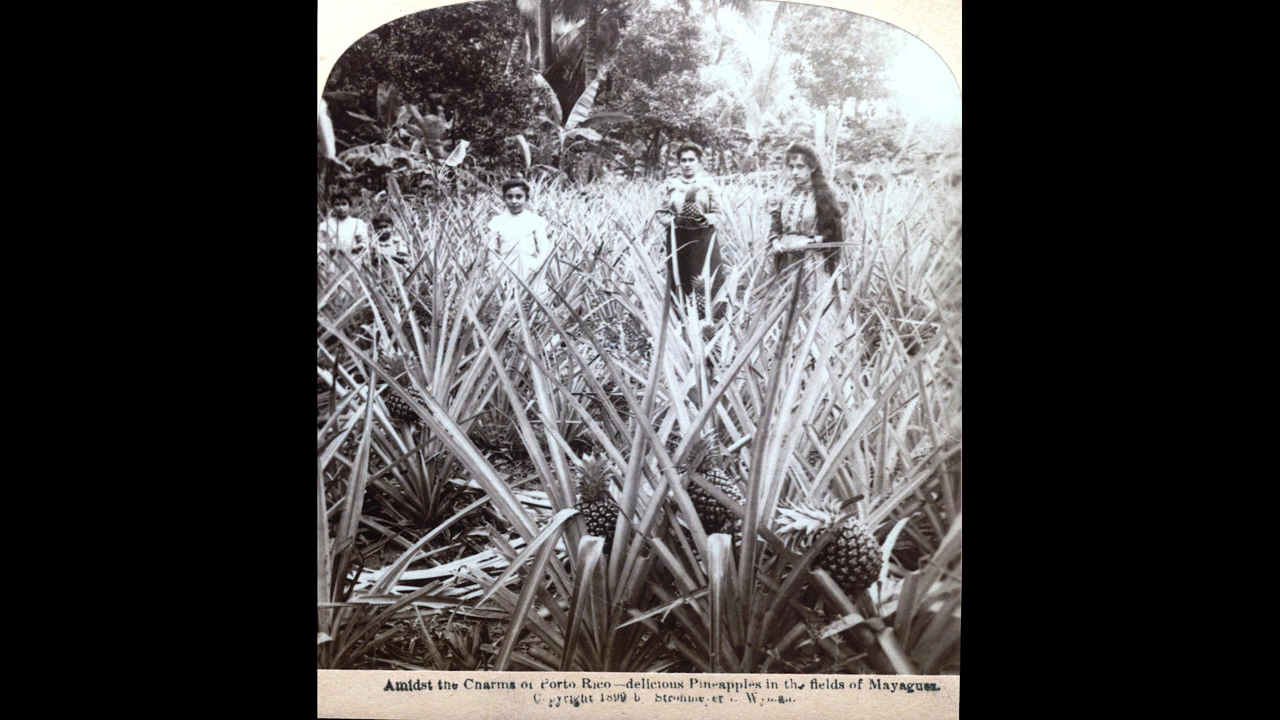 Amidst the Charms of Porto Rico—delicious Pineapples in the fields of Mayaguez.
Copyright 1899 by Strohmeyer & Wyman.